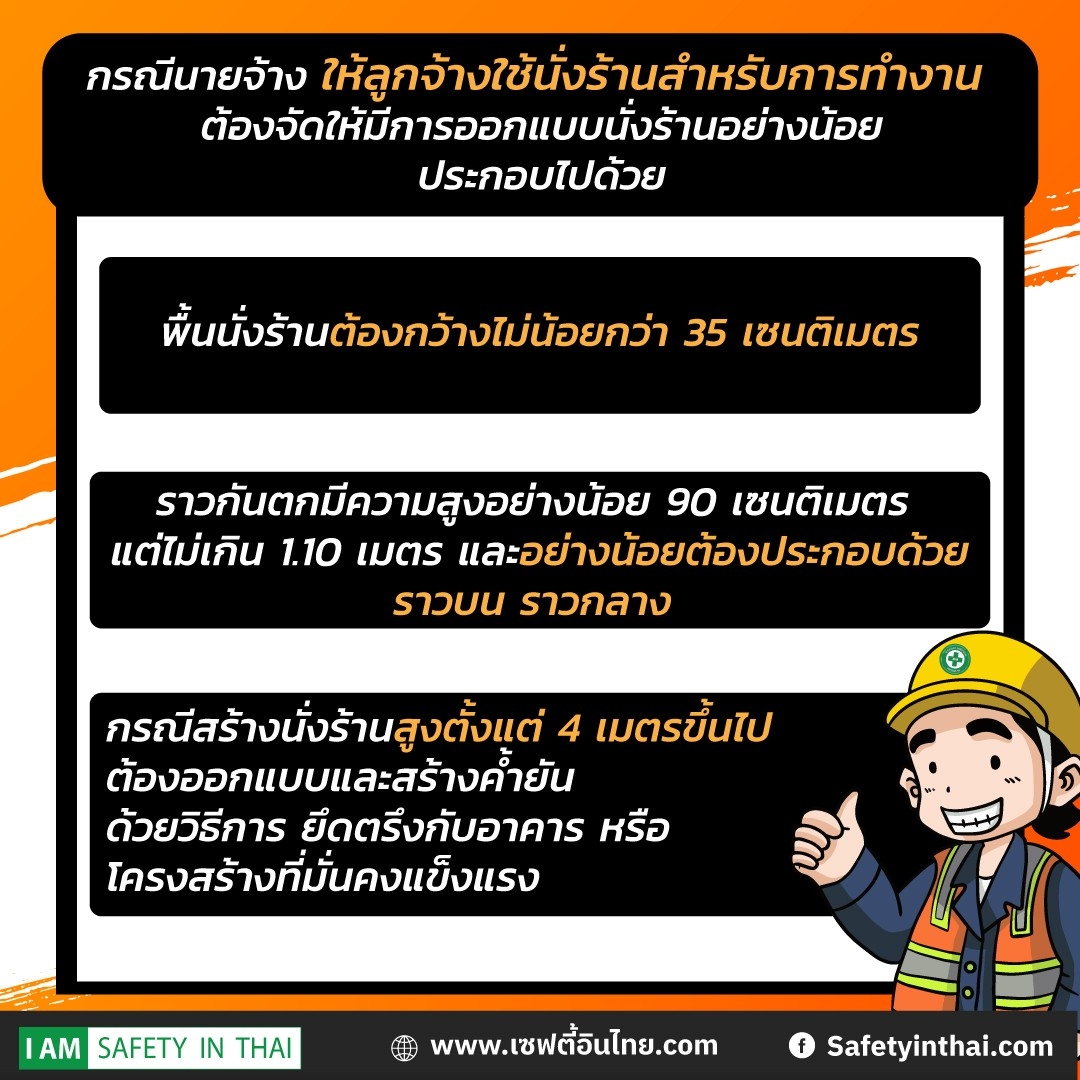 กรณีนายจ้าง ให้ลูกจ้างใช้นั่งร้านสำหรับการทำงาน
ต้องจัดให้มีการออกแบบนั่งร้านอย่างน้อย
ประกอบไปด้วย
พื้นนั่งร้านต้องกว้างไม่น้อยกว่า 35 เซนติเมตร
ราวกันตกมีความสูงอย่างน้อย 90 เซนติเมตร
แต่ไม่เกิน 1.10 เมตร และอย่างน้อยต้องประกอบด้วย
ราวบน ราวกลาง
กรณีสร้างนั่งร้านสูงตั้งแต่ 4 เมตรขึ้นไป
ต้องออกแบบและสร้างค้ำยัน
ด้วยวิธีการ ยึดตรึงกับอาคาร หรือ
โครงสร้างที่มั่นคงแข็งแรง
I AM SAFETY IN THAI
www.เซฟตี้อินไทย.com
Safetyinthai.com